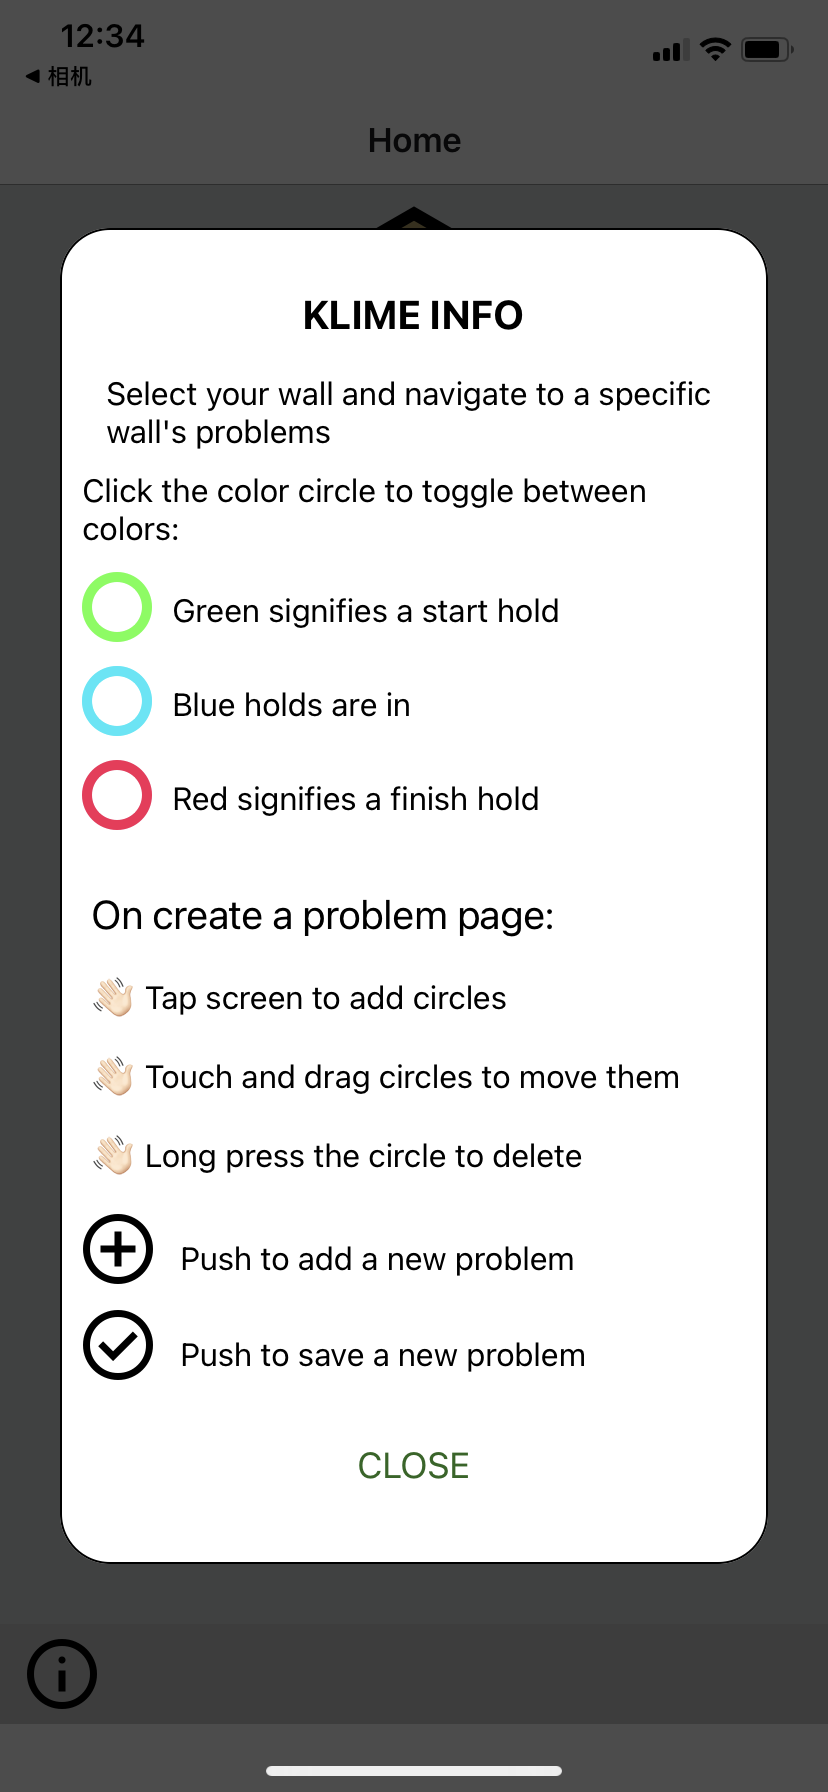 12:34
◀ 相机
Home
KLIME INFO
Select your wall and navigate to a specific
wall's problems
Click the color circle to toggle between
colors:
Green signifies a start hold
Blue holds are in
Red signifies a finish hold
On create a problem page:
👋🏻 Tap screen to add circles
👋🏻 Touch and drag circles to move them
👋🏻 Long press the circle to delete
Push to add a new problem
Push to save a new problem
CLOSE